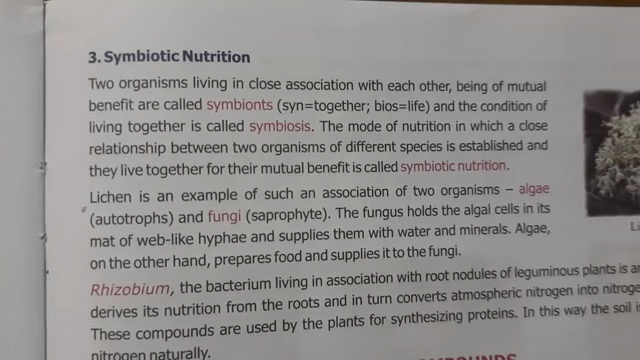 3. Symbiotic Nutrition
Two organisms living in close association with each other, being of mutual
benefit are called symbionts (syn=together; bios=life) and the condition of
living together is called symbiosis. The mode of nutrition in which a close
relationship between two organisms of different species is established and
they live together for their mutual benefit is called symbiotic nutrition.
Lichen is an example of such an association of two organisms – algae
(autotrophs) and fungi (saprophyte). The fungus holds the algal cells in its
mat of web-like hyphae and supplies them with water and minerals. Algae,
on the other hand, prepares food and supplies it to the fungi.
Rhizobium, the bacterium living in association with root nodules of leguminous plants is
derives its nutrition from the roots and in turn converts atmospheric nitrogen into
These compounds are used by the plants for synthesizing proteins. In this way the soil
nitrogen naturally.